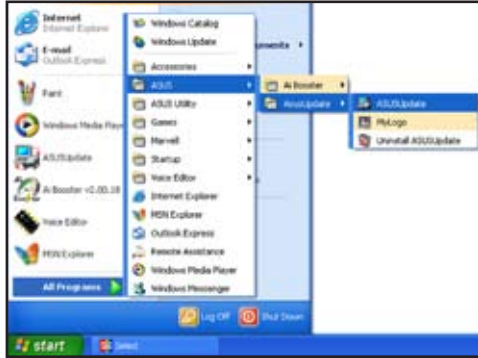 Internet
Internet Explorer
E-mail
Outlook Express
Paint
Windows Media Play
ASUSUpdate
Ai Booster v2.00.18
Voice Editor
MSN Explorer
All Programs
Windows Catalog
Windows Update
Accessories
ASUS
ASUS Utility
Games
Marvell
Startup
Voice Editor
Internet Explorer
MSN Explorer
Outlook Express
Remote Assistance
Windows Media Player
Windows Messenger
Ai Booster
AsusUpdate
ASUSUpdate
MyLogo
Uninstall ASUSUpdate
Log Off
Shut Down
start